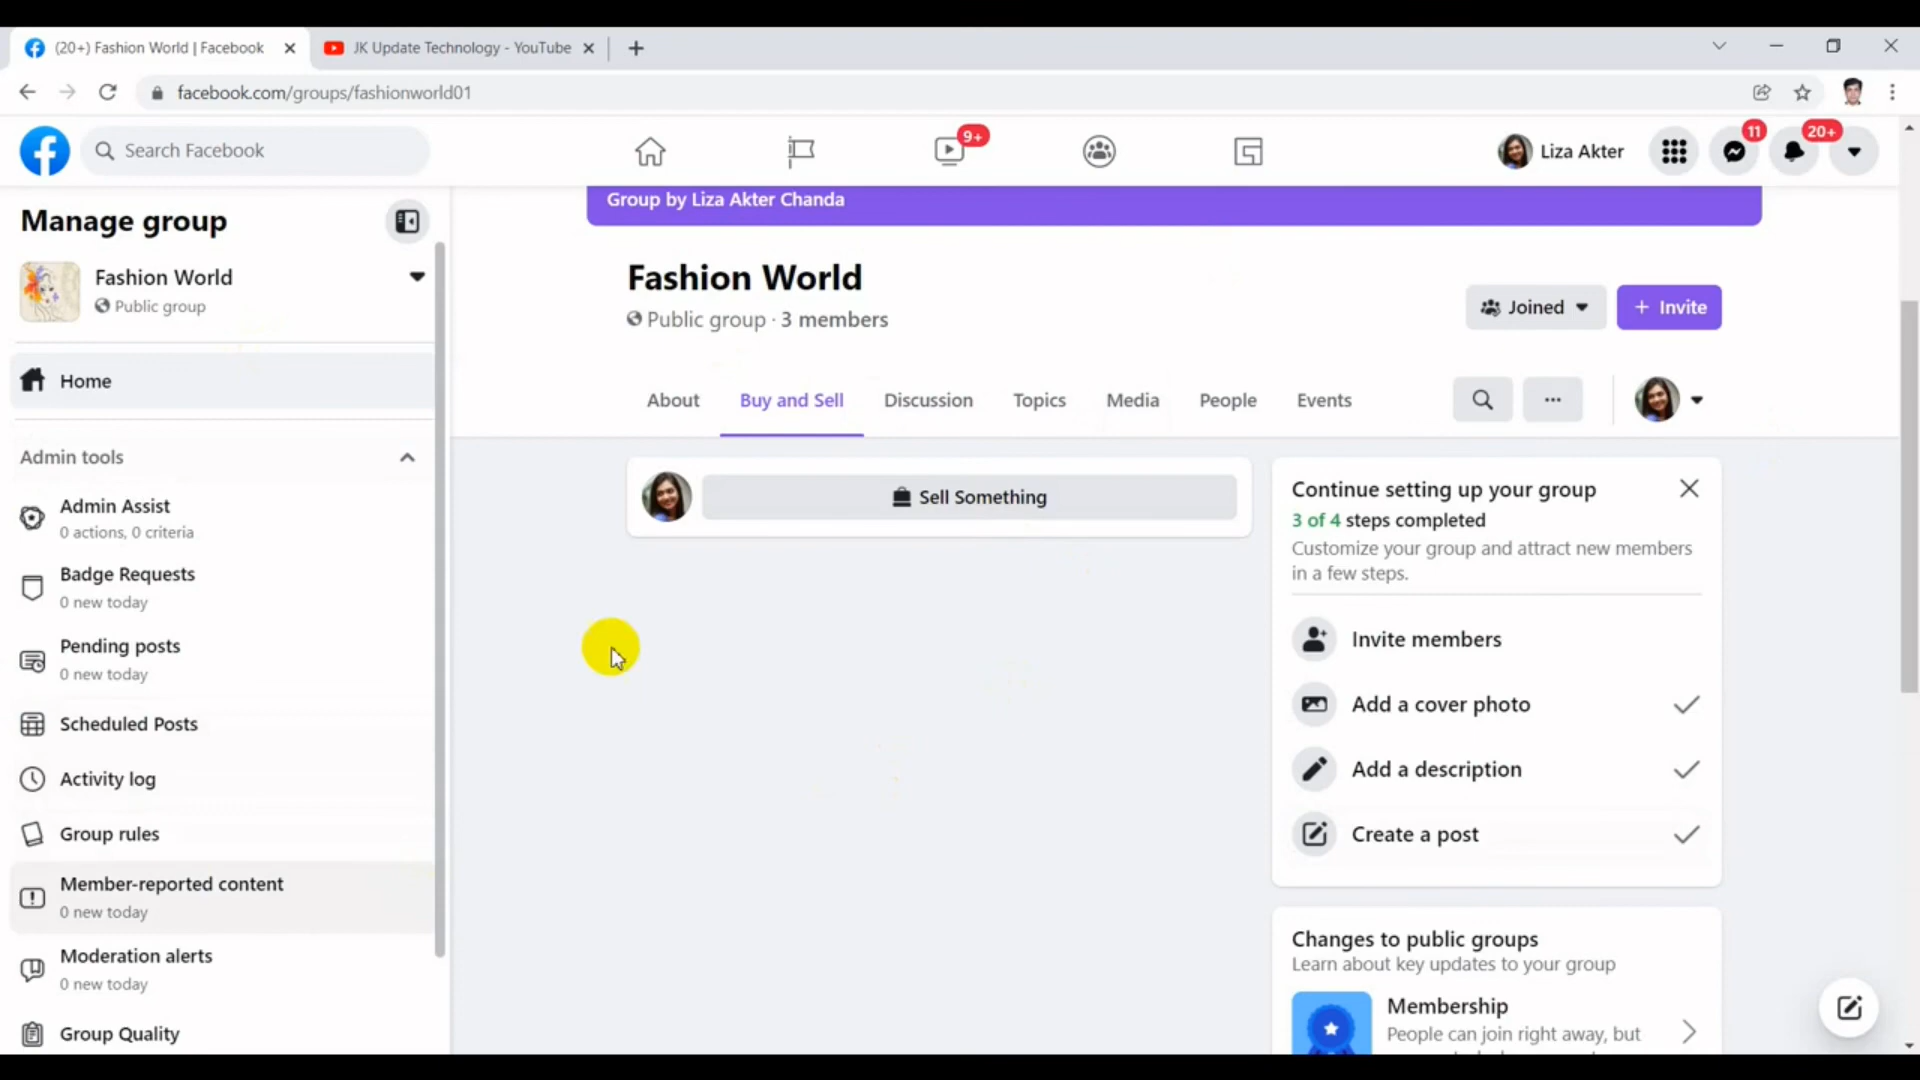 (20+) Fashion World | Facebook
JK Update Technology - YouTube
facebook.com/groups/fashionworld01
Search Facebook
9+
Liza Akter
11
20+
Manage group
Fashion World
Public group
Home
Admin tools
Admin Assist
0 actions, 0 criteria
Badge Requests
0 new today
Pending posts
0 new today
Scheduled Posts
Activity log
Group rules
Member-reported content
0 new today
Moderation alerts
0 new today
Group Quality
Group by Liza Akter Chanda
Fashion World
Public group · 3 members
Joined
+ Invite
About
Buy and Sell
Discussion
Topics
Media
People
Events
Sell Something
Continue setting up your group
3 of 4 steps completed
Customize your group and attract new members
in a few steps.
Invite members
Add a cover photo
Add a description
Create a post
Changes to public groups
Learn about key updates to your group
Membership
People can join right away, but